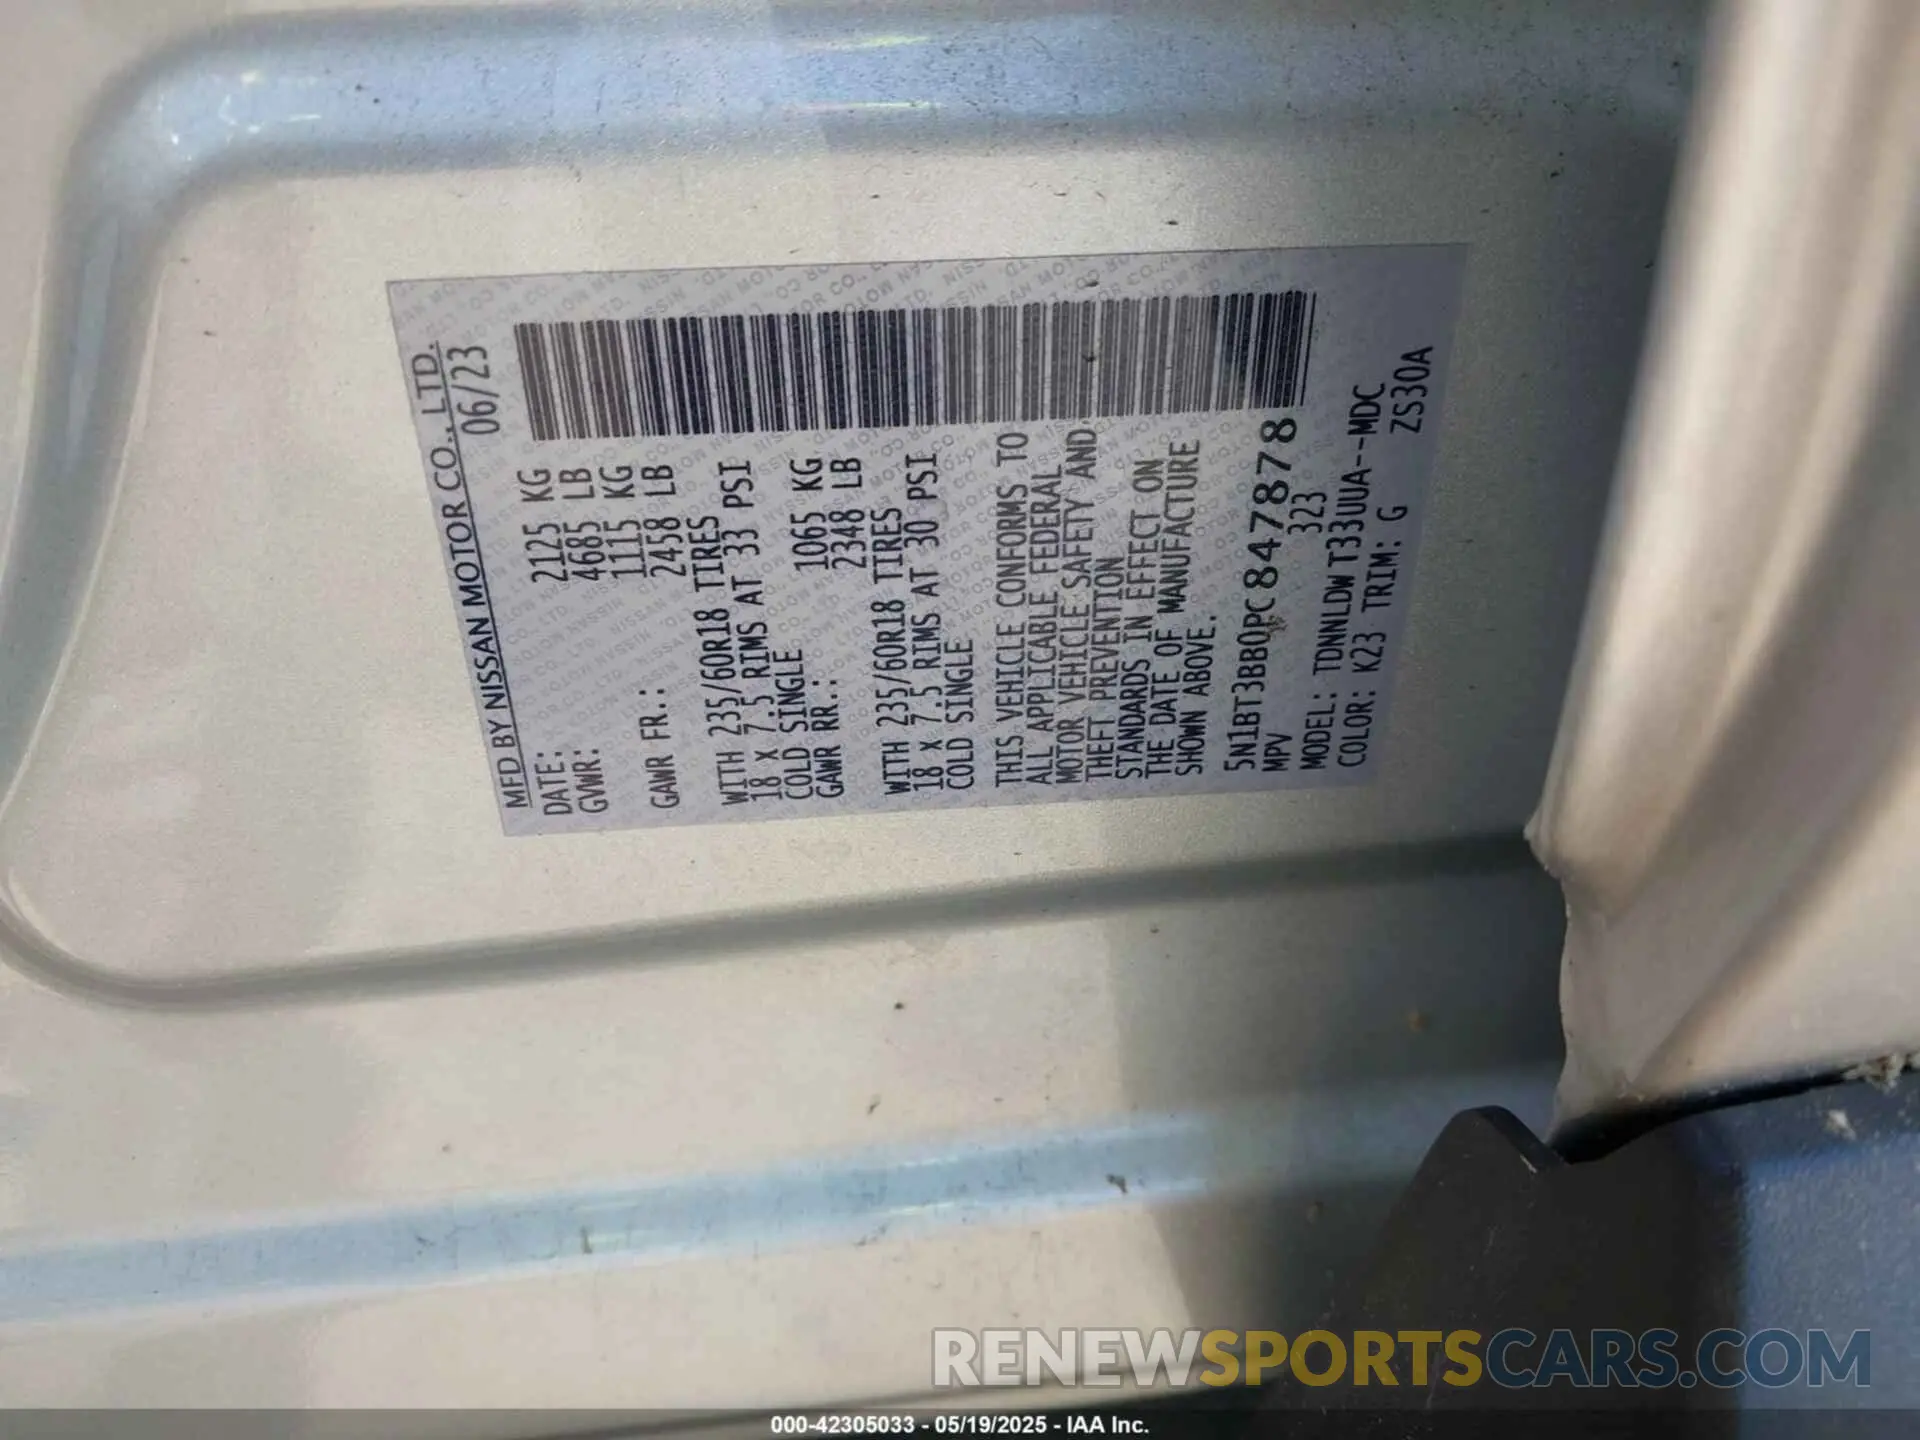 MFD BY NISSAN MOTOR CO., LTD.
DATE: 06/23
GVWR: 2125 KG
4685 LB
GAWR FR.: 1115 KG
2458 LB
WITH 235/60R18 TIRES
18 x 7.5 RIMS AT 33 PSI
COLD SINGLE
GAWR RR.: 1065 KG
2348 LB
WITH 235/60R18 TIRES
18 x 7.5 RIMS AT 30 PSI
COLD SINGLE
THIS VEHICLE CONFORMS TO
ALL APPLICABLE FEDERAL
MOTOR VEHICLE SAFETY AND
THEFT PREVENTION
STANDARDS IN EFFECT ON
THE DATE OF MANUFACTURE
SHOWN ABOVE.
5N1BT3BB0PC847878
MPV 323
MODEL: TDNNLDWT33UUA--MDC
COLOR: K23 TRIM: G ZS30A
RENEWSPORTSCARS.COM
000-42305033 - 05/19/2025 - IAA Inc.